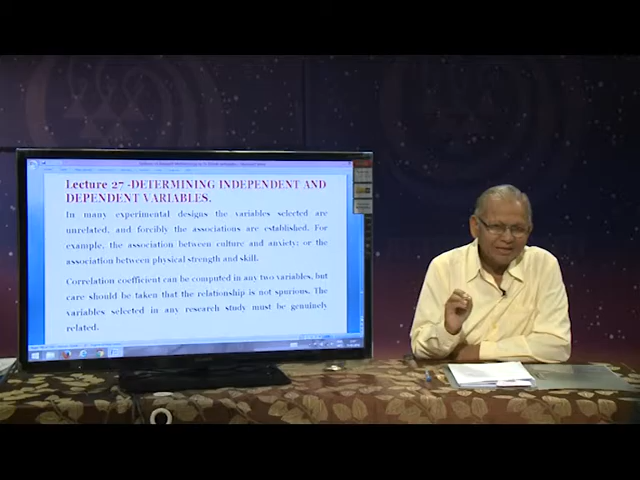 Lecture 27 -DETERMINING INDEPENDENT AND
DEPENDENT VARIABLES.
In many experimental designs the variables selected are
unrelated, and forcibly the associations are established. For
example, the association between culture and anxiety; or the
association between physical strength and skill.
Correlation coefficient can be computed in any two variables, but
care should be taken that the relationship is not spurions. The
variables selected in any research study must be genuinely
related.